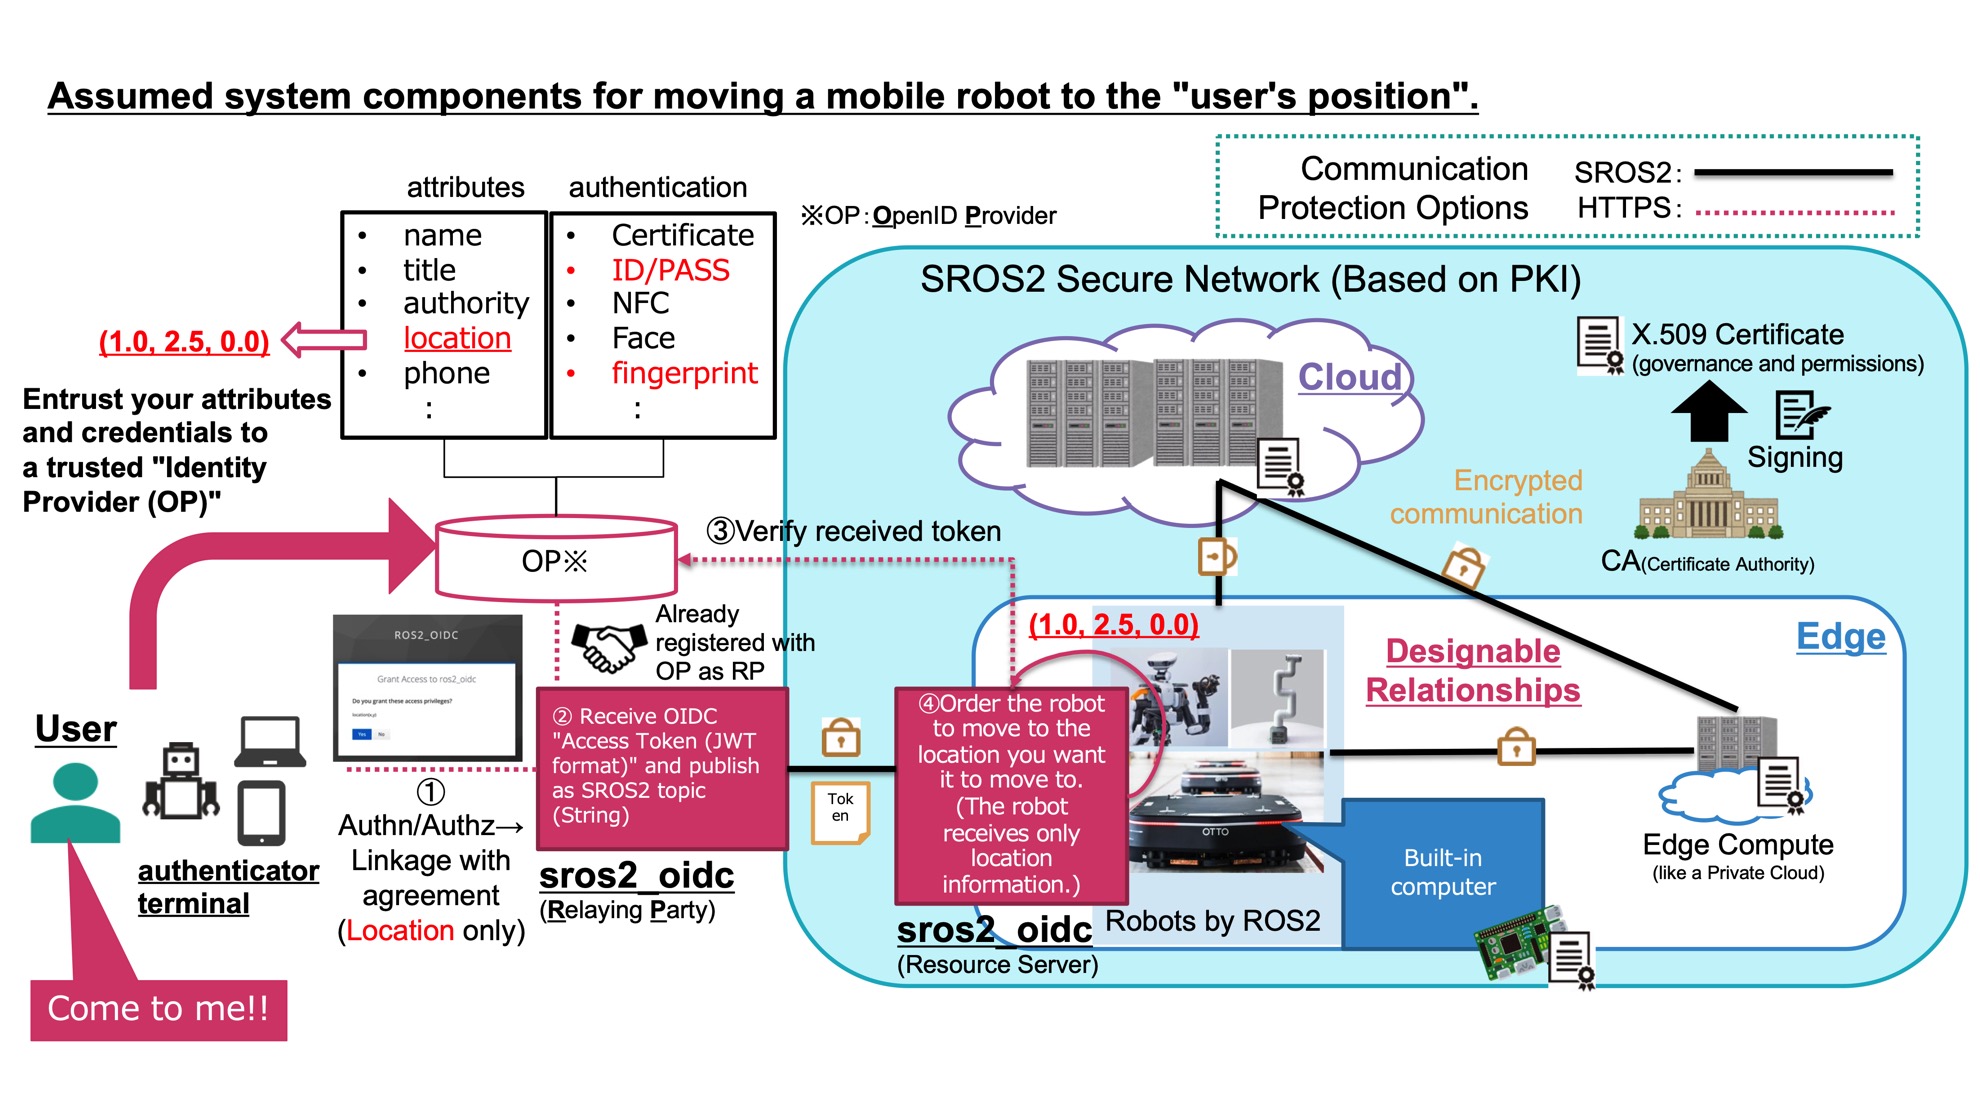 Assumed system components for moving a mobile robot to the "user's position".
Communication
Protection Options
SROS2:
HTTPS:
attributes
authentication
※OP:OpenID Provider
• name
• title
• authority
• location
• phone
:
• Certificate
• ID/PASS
• NFC
• Face
• fingerprint
:
(1.0, 2.5, 0.0)
Entrust your attributes
and credentials to
a trusted "Identity
Provider (OP)"
SROS2 Secure Network (Based on PKI)
Cloud
X.509 Certificate
(governance and permissions)
Signing
Encrypted
communication
CA(Certificate Authority)
OP※
③Verify received token
Already
registered with
OP as RP
ROS2_OIDC
Grant Access to ros2_oidc
Do you grant these access privileges?
location(x,y)
Yes
No
(1.0, 2.5, 0.0)
Designable
Relationships
Edge
User
authenticator
terminal
①
Authn/Authz→
Linkage with
agreement
(Location only)
② Receive OIDC
"Access Token (JWT
format)" and publish
as SROS2 topic
(String)
sros2_oidc
(Relaying Party)
Tok
en
④Order the robot
to move to the
location you want
it to move to.
(The robot
receives only
location
information.)
sros2_oidc
(Resource Server)
OTTO
Robots by ROS2
Built-in
computer
Edge Compute
(like a Private Cloud)
Come to me!!